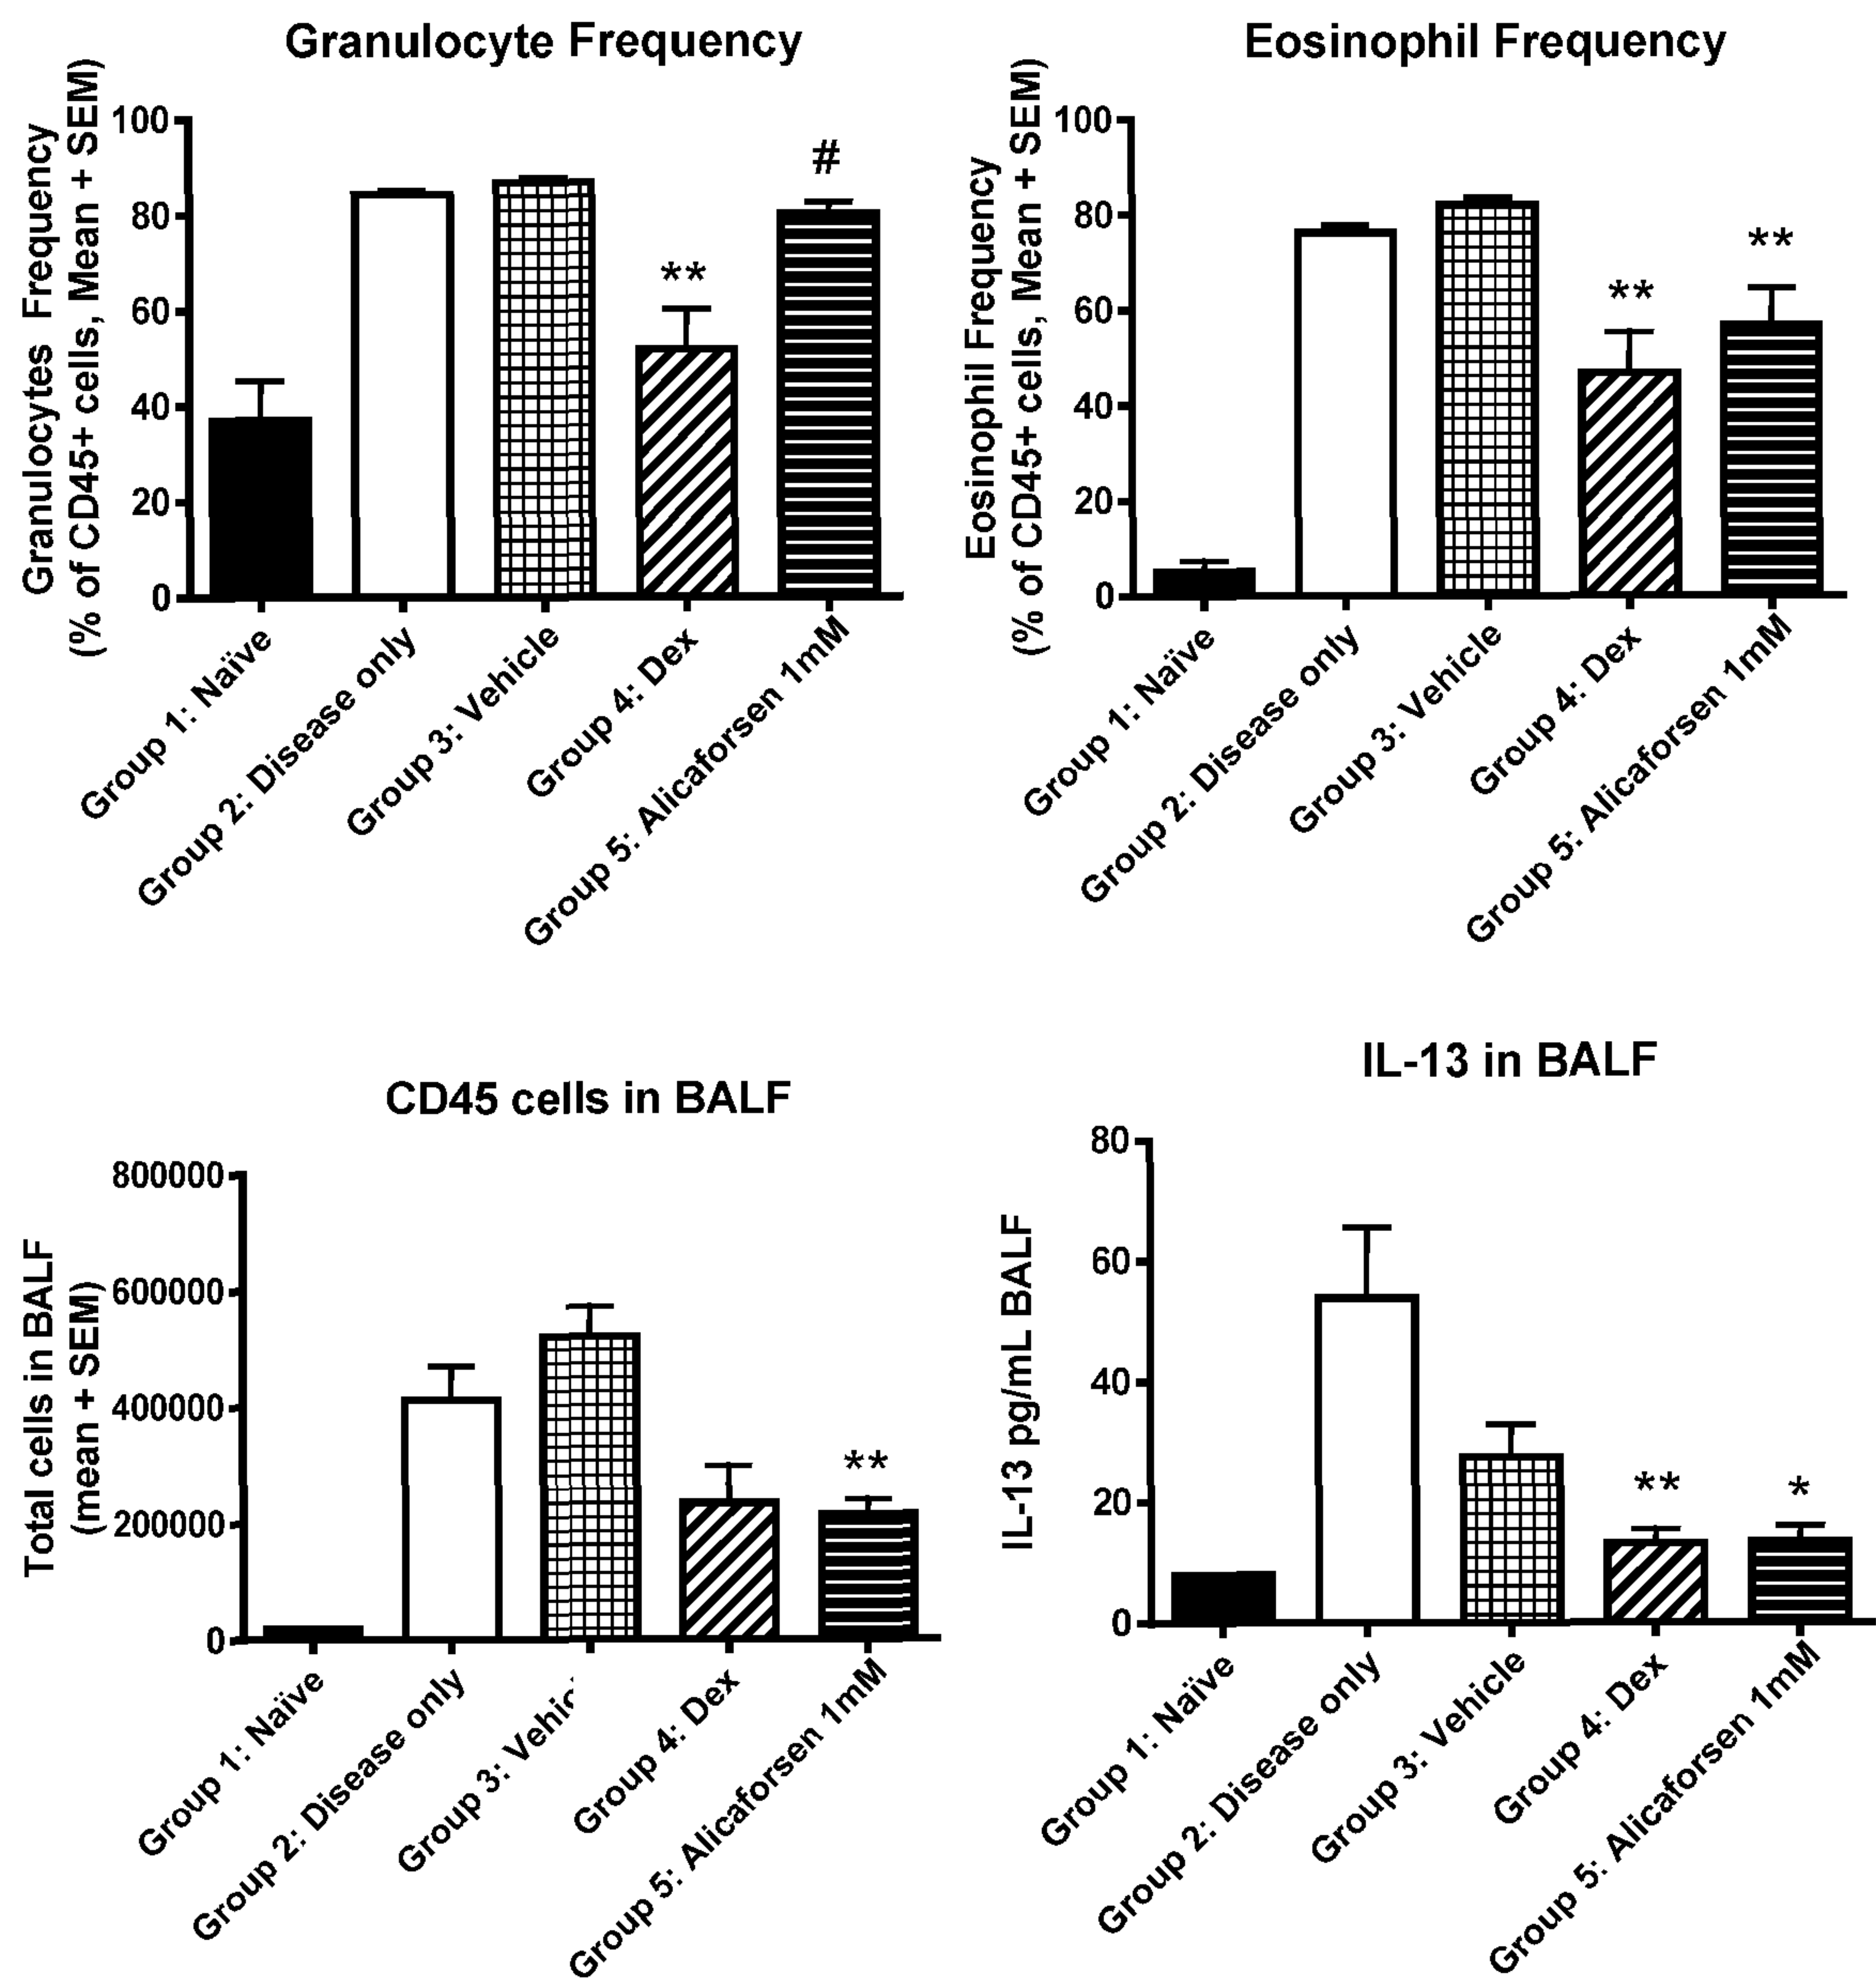 Granulocyte Frequency
Granulocytes Frequency
(% of CD45+ cells, Mean + SEM)
100
80
60
40
20
0
**
#
Group 1: Naïve
Group 2: Disease only
Group 3: Vehicle
Group 4: Dex
Group 5: Alicaforsen 1mM
Eosinophil Frequency
Eosinophil Frequency
(% of CD45+ cells, Mean + SEM)
100
80
60
40
20
0
**
**
Group 1: Naïve
Group 2: Disease only
Group 3: Vehicle
Group 4: Dex
Group 5: Alicaforsen 1mM
CD45 cells in BALF
Total cells in BALF
(mean + SEM)
800000
600000
400000
200000
0
**
Group 1: Naïve
Group 2: Disease only
Group 3: Vehic
Group 4: Dex
Group 5: Alicaforsen 1mM
IL-13 in BALF
IL-13 pg/mL BALF
80
60
40
20
0
**
*
Group 1: Naïve
Group 2: Disease only
Group 3: Vehicle
Group 4: Dex
Group 5: Alicaforsen 1mM